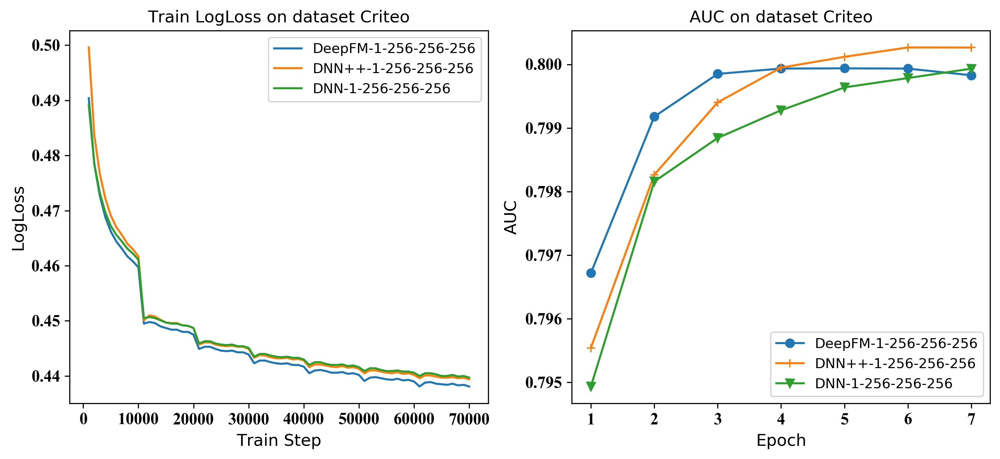 Train LogLoss on dataset Criteo
0.50
0.49
0.48
0.47
0.46
0.45
0.44
LogLoss
DeepFM-1-256-256-256
DNN++-1-256-256-256
DNN-1-256-256-256
0 10000 20000 30000 40000 50000 60000 70000
Train Step
AUC on dataset Criteo
0.800
0.799
0.798
0.797
0.796
0.795
AUC
DeepFM-1-256-256-256
DNN++-1-256-256-256
DNN-1-256-256-256
1 2 3 4 5 6 7
Epoch